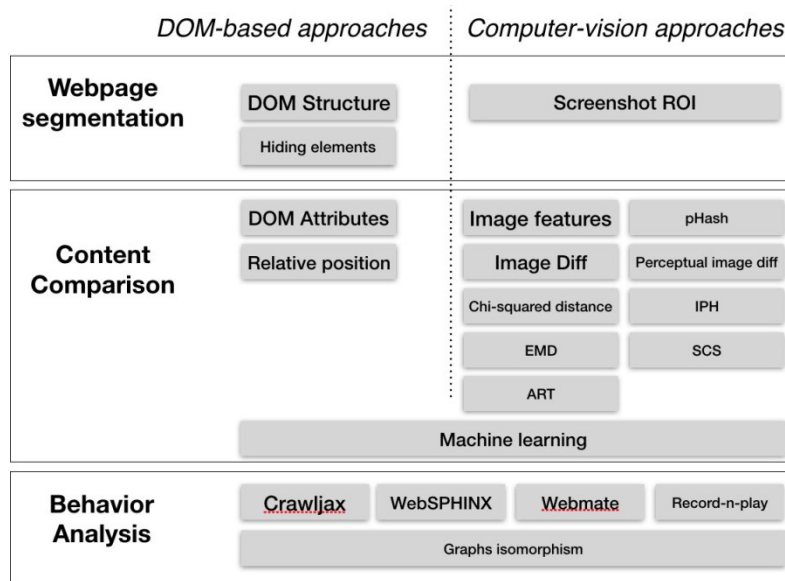 DOM-based approaches
Computer-vision approaches
Webpage
segmentation
DOM Structure
Screenshot ROI
Hiding elements
Content
Comparison
DOM Attributes
Image features
pHash
Relative position
Image Diff
Perceptual image diff
Chi-squared distance
IPH
EMD
SCS
ART
Machine learning
Behavior
Analysis
Crawljax
WebSPHINX
Webmate
Record-n-play
Graphs isomorphism